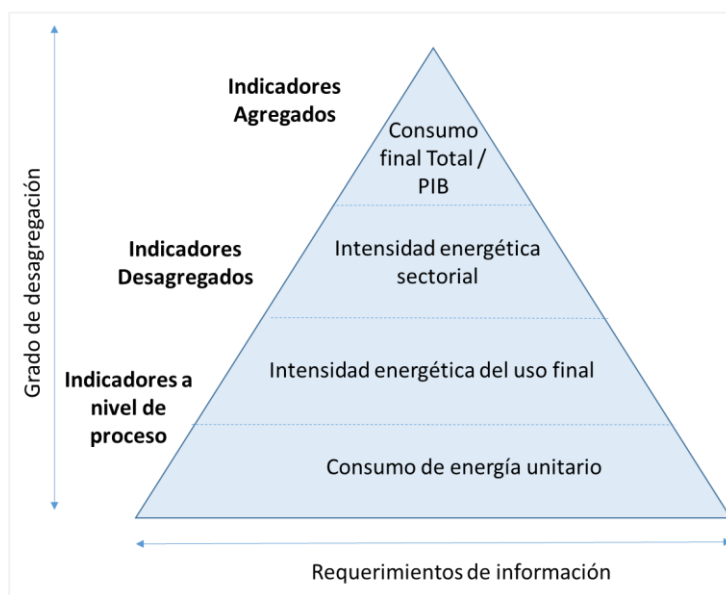 Indicadores
Agregados
Consumo
final Total /
PIB
Grado de desagregación
Indicadores
Desagregados
Intensidad energética
sectorial
Indicadores a
nivel de
proceso
Intensidad energética del uso final
Consumo de energía unitario
Requerimientos de información